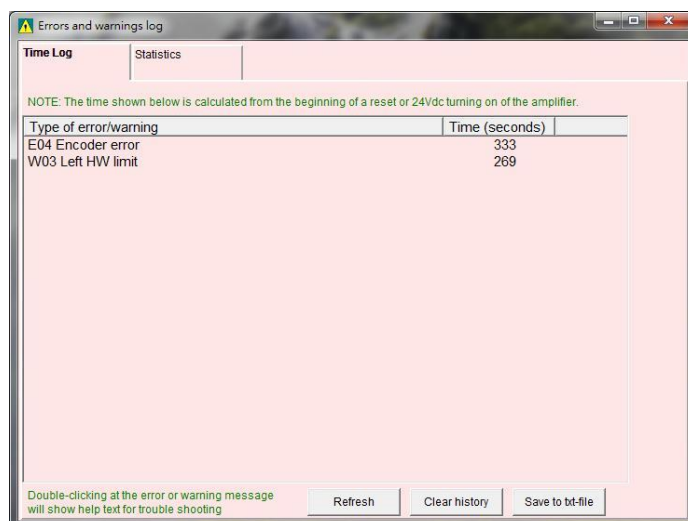 Errors and warnings log
Time Log
Statistics
NOTE: The time shown below is calculated from the beginning of a reset or 24Vdc turning on of the amplifier.
Type of error/warning Time (seconds)
E04 Encoder error 333
W03 Left HW limit 269
Double-clicking at the error or warning message
will show help text for trouble shooting
Refresh
Clear history
Save to txt-file